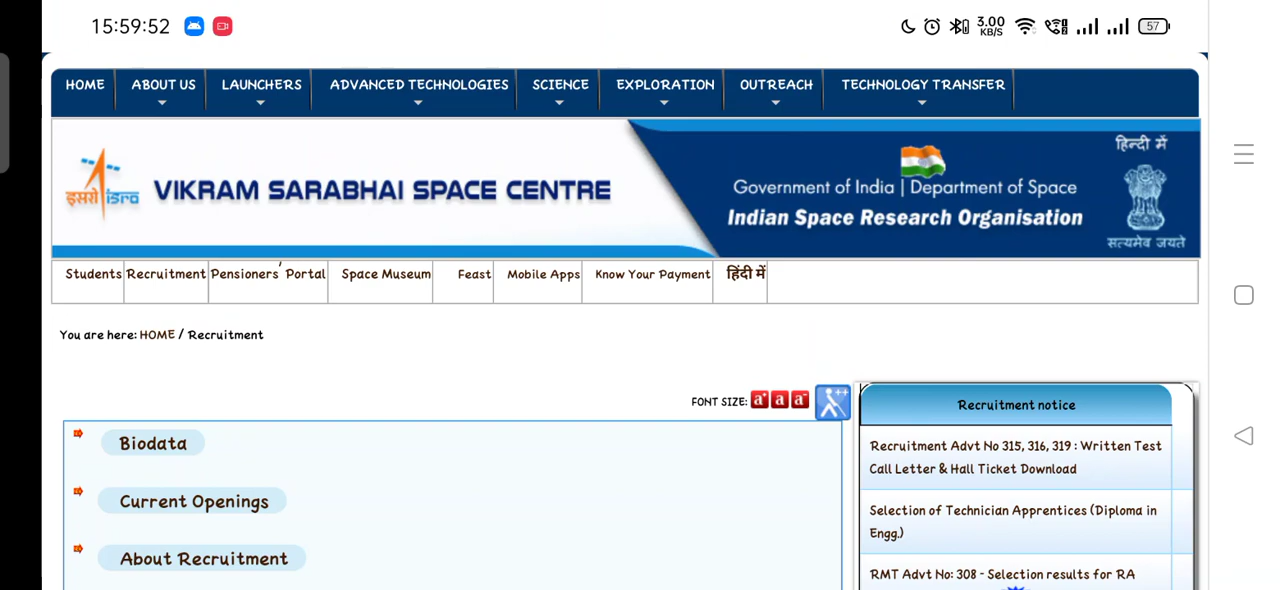 15:59:52
3.00
KB/S
57
HOME ABOUT US LAUNCHERS ADVANCED TECHNOLOGIES SCIENCE EXPLORATION OUTREACH TECHNOLOGY TRANSFER
हिन्दी में
इसरो isro VIKRAM SARABHAI SPACE CENTRE
Government of India | Department of Space
Indian Space Research Organisation
सत्यमेव जयते
Students Recruitment Pensioners' Portal Space Museum Feast Mobile Apps Know Your Payment हिंदी में
You are here: HOME / Recruitment
FONT SIZE: a+ a a-
Biodata
Current Openings
About Recruitment
Recruitment notice
Recruitment Advt No 315, 316, 319 : Written Test
Call Letter & Hall Ticket Download
Selection of Technician Apprentices (Diploma in
Engg.)
RMT Advt No: 308 - Selection results for RA